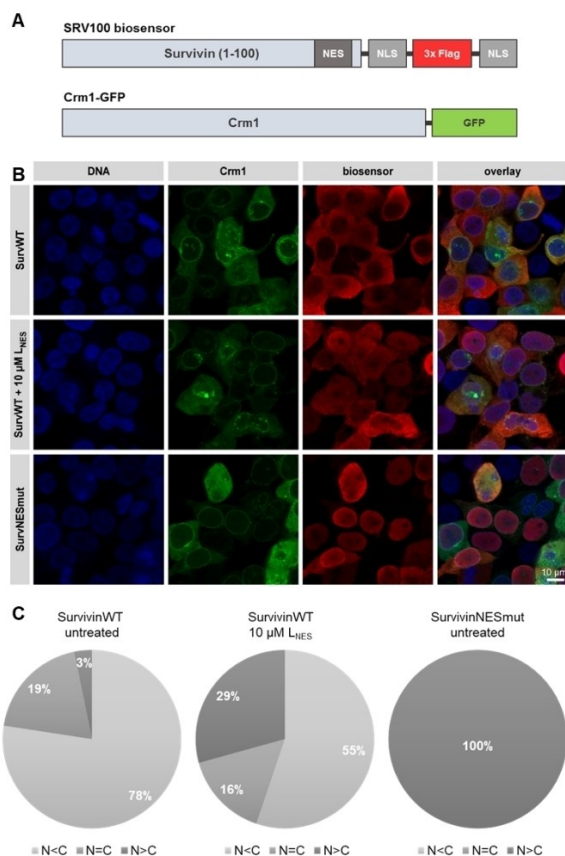 A
SRV100 biosensor
Survivin (1-100)
NES
NLS
3x Flag
NLS
Crm1-GFP
Crm1
GFP
B
DNA
Crm1
biosensor
overlay
SurvWT
SurvWT + 10 µM LNES
SurvNESmut
10 µm
C
SurvivinWT
untreated
3%
19%
78%
N<C N=C N>C
SurvivinWT
10 µM LNES
29%
55%
16%
N<C N=C N>C
SurvivinNESmut
untreated
100%
N<C N=C N>C